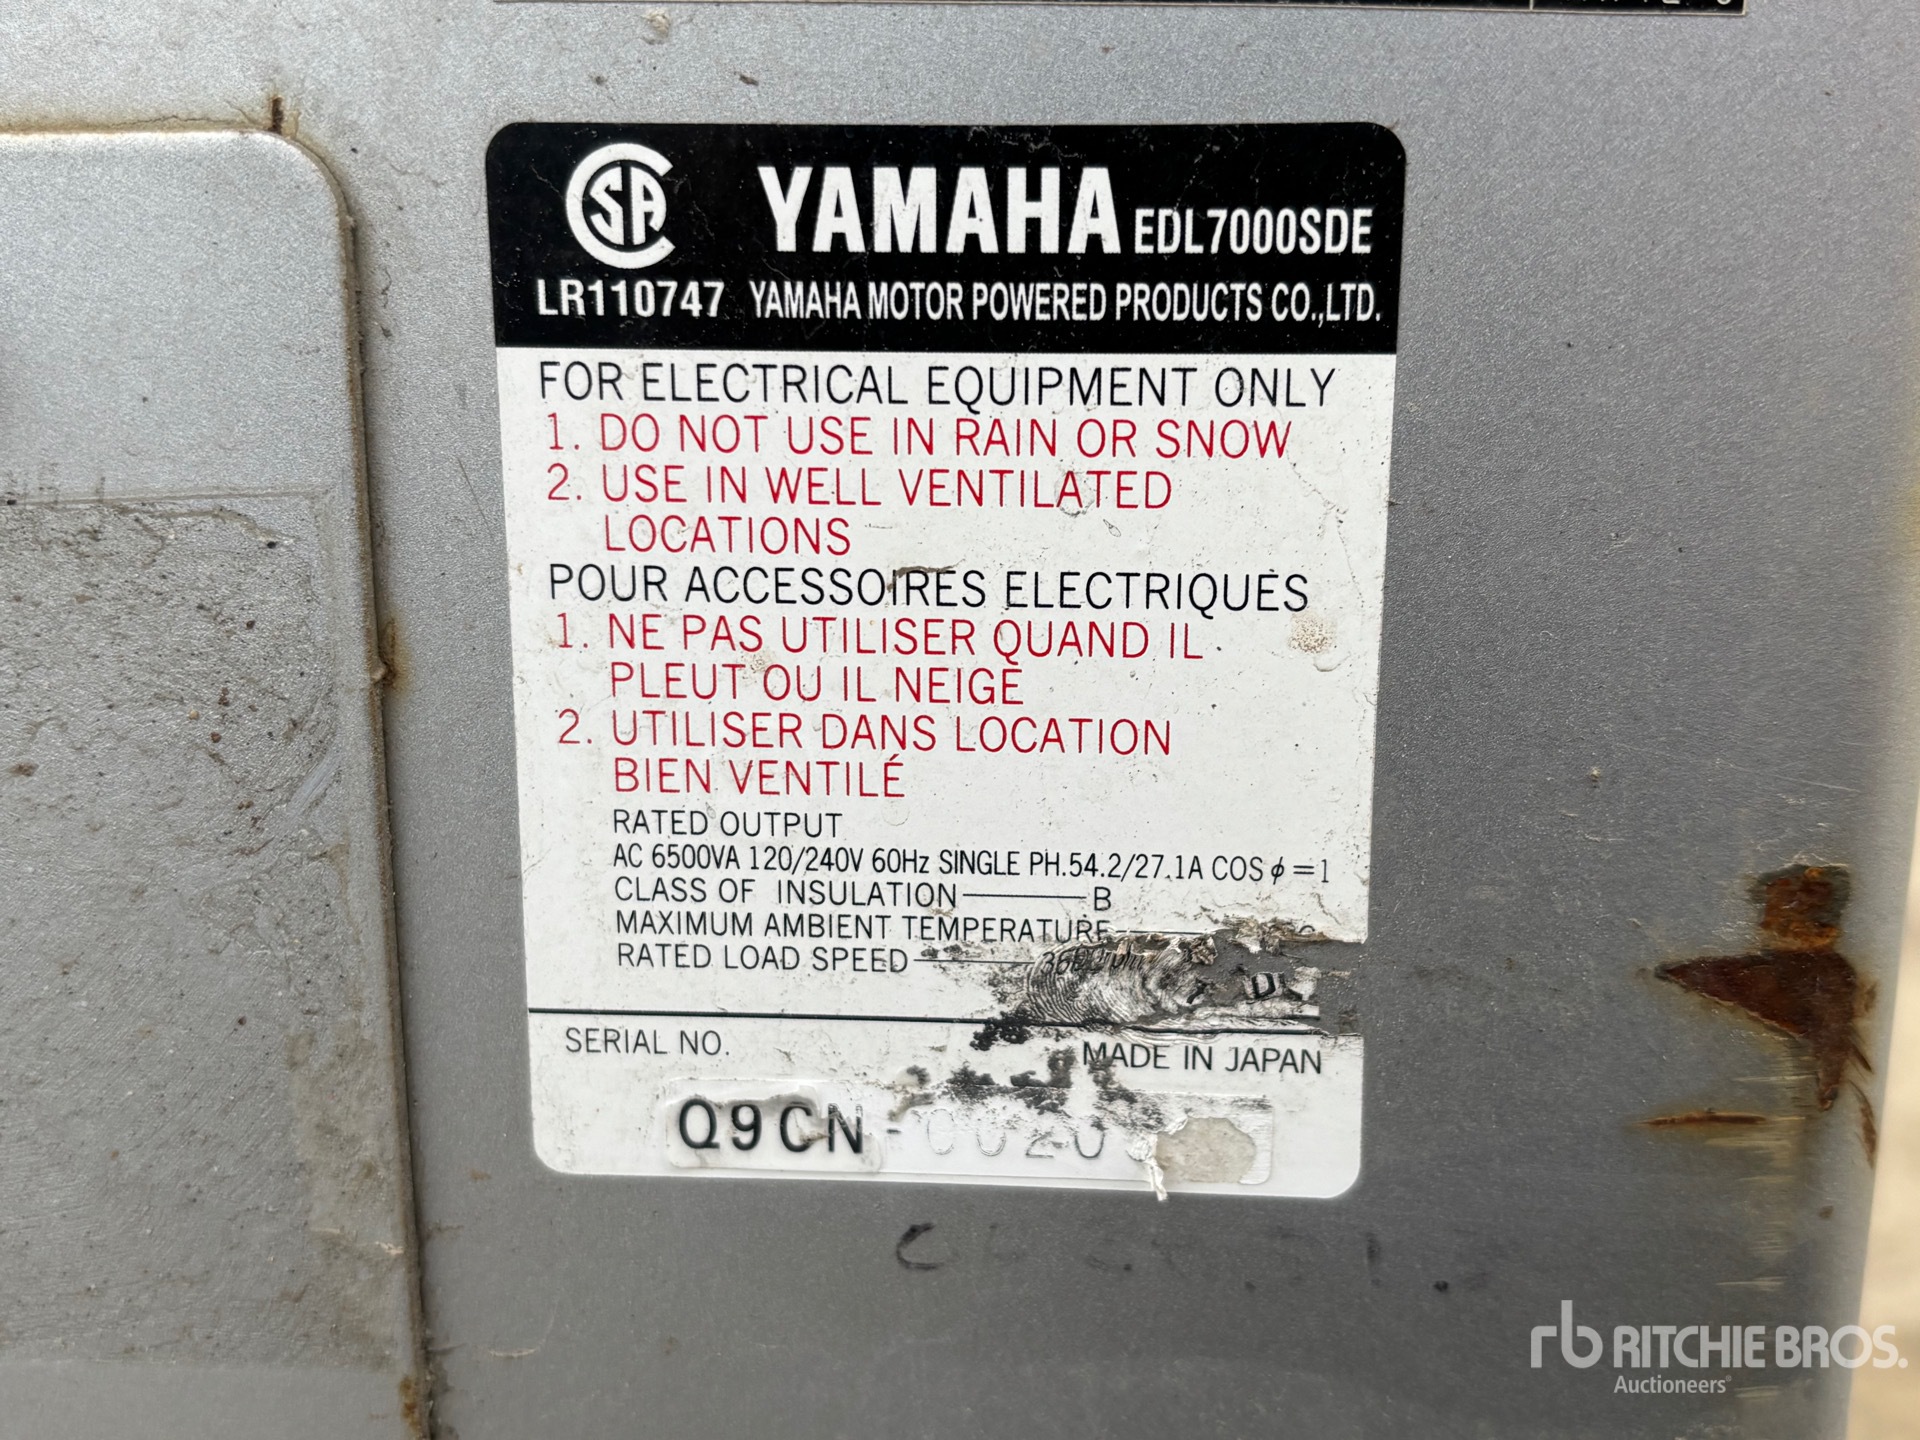 CSA YAMAHA EDL7000SDE
LR110747 YAMAHA MOTOR POWERED PRODUCTS CO.,LTD.
FOR ELECTRICAL EQUIPMENT ONLY
1. DO NOT USE IN RAIN OR SNOW
2. USE IN WELL VENTILATED
LOCATIONS
POUR ACCESSOIRES ELECTRIQUES
1. NE PAS UTILISER QUAND IL
PLEUT OU IL NEIGE
2. UTILISER DANS LOCATION
BIEN VENTILÉ
RATED OUTPUT
AC 6500VA 120/240V 60Hz SINGLE PH.54.2/27.1A COS φ=1
CLASS OF INSULATION B
MAXIMUM AMBIENT TEMPERATURE
RATED LOAD SPEED
SERIAL NO. MADE IN JAPAN
Q9CN-
rb RITCHIE BROS.
Auctioneers